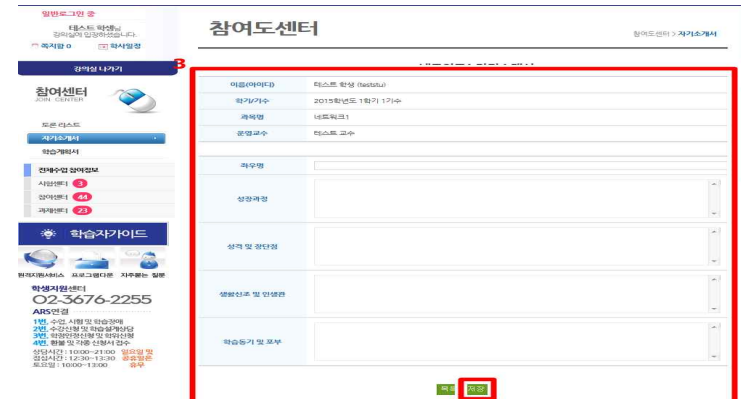 일반로그인 중
테스트 학생님
강의실에 입장하셨습니다.
쪽지함 0 학사일정
강의실 나가기
참여센터
JOIN CENTER
토론 리스트
자기소개서
학습계획서
전체수업 참여정보
시험센터 3
참여센터 44
과제센터 23
학습자가이드
원격지원서비스 프로그램다운 자주묻는 질문
학생지원센터
02-3676-2255
ARS연결
1번. 수업, 시험 및 학습장애
2번. 수강신청 및 학습설계상담
3번. 학점인정신청 및 학위신청
4번. 환불 및 각종 신청서 접수
상담시간 : 10:00~21:00 일요일 및
점심시간 : 12:30~13:30 공휴일은
토요일 : 10:00~13:00 휴무
참여도센터
참여도센터 > 자기소개서
3
이름(아이디) 테스트 학생 (teststu)
학기/기수 2015학년도 1학기 1기수
과목명 네트워크1
운영교수 테스트 교수
좌우명
성장과정
성격 및 장단점
생활신조 및 인생관
학습동기 및 포부
목록 저장